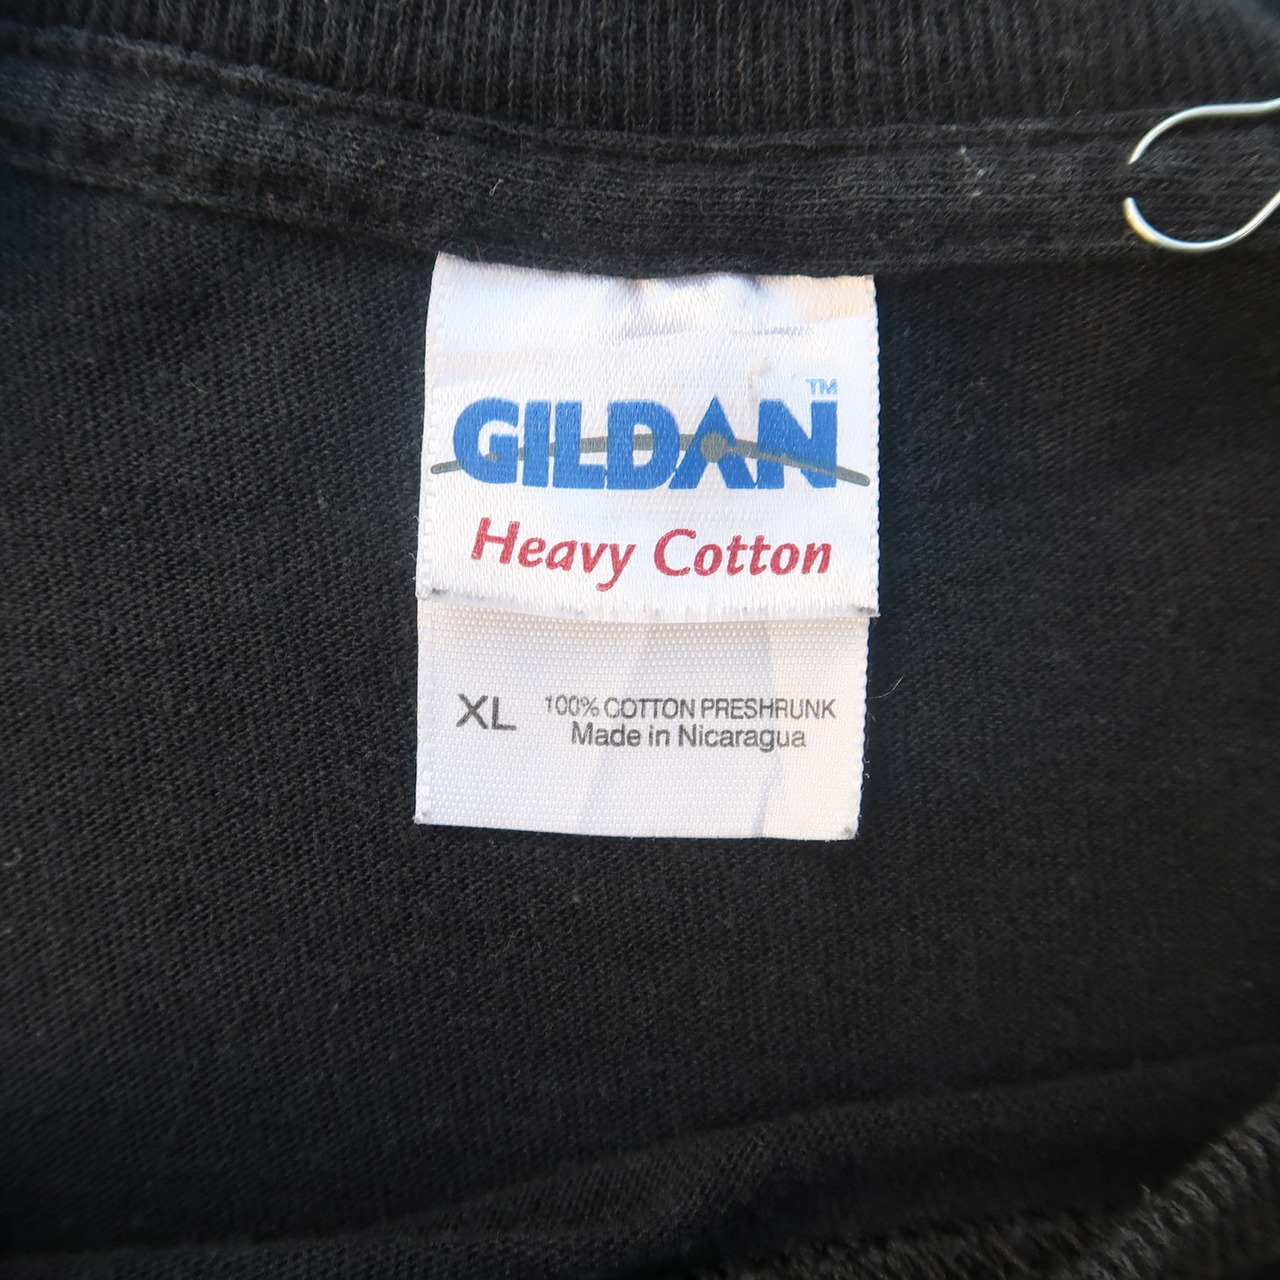 GILDAN™
Heavy Cotton
XL 100% COTTON PRESHRUNK
Made in Nicaragua